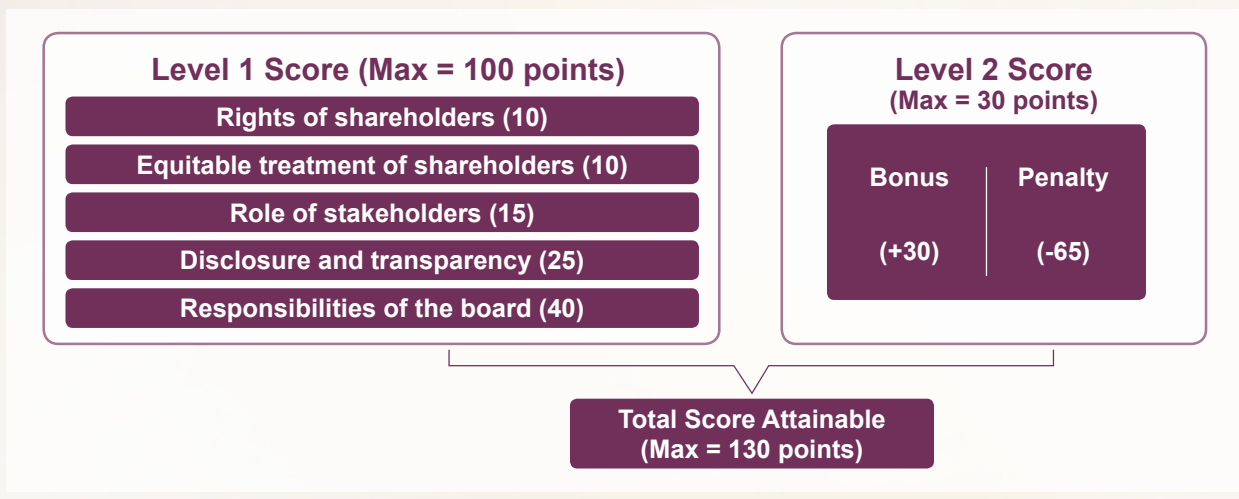 Level 1 Score (Max = 100 points)
Rights of shareholders (10)
Equitable treatment of shareholders (10)
Role of stakeholders (15)
Disclosure and transparency (25)
Responsibilities of the board (40)
Level 2 Score
(Max = 30 points)
Bonus
Penalty
(+30)
(-65)
Total Score Attainable
(Max = 130 points)